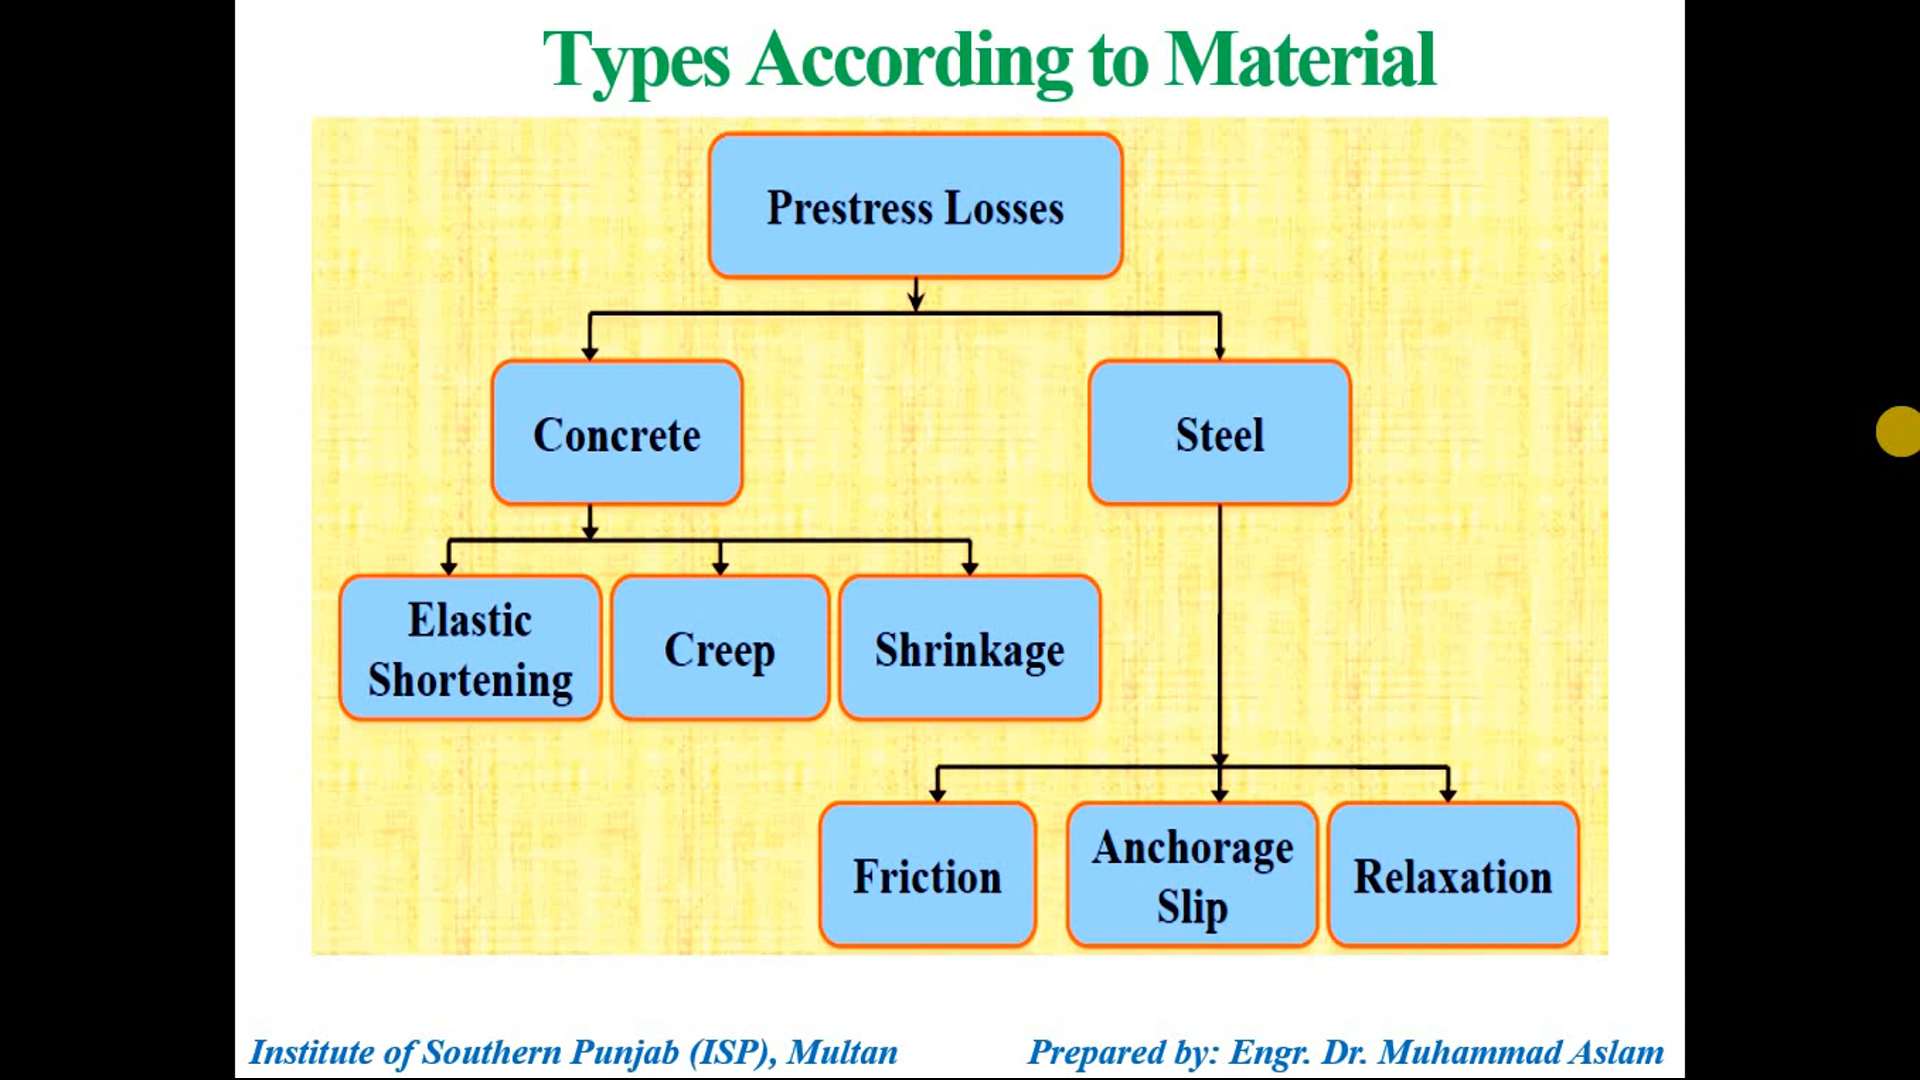 Types According to Material
Prestress Losses
Concrete
Steel
Elastic
Shortening
Creep
Shrinkage
Friction
Anchorage
Slip
Relaxation
Institute of Southern Punjab (ISP), Multan
Prepared by: Engr. Dr. Muhammad Aslam